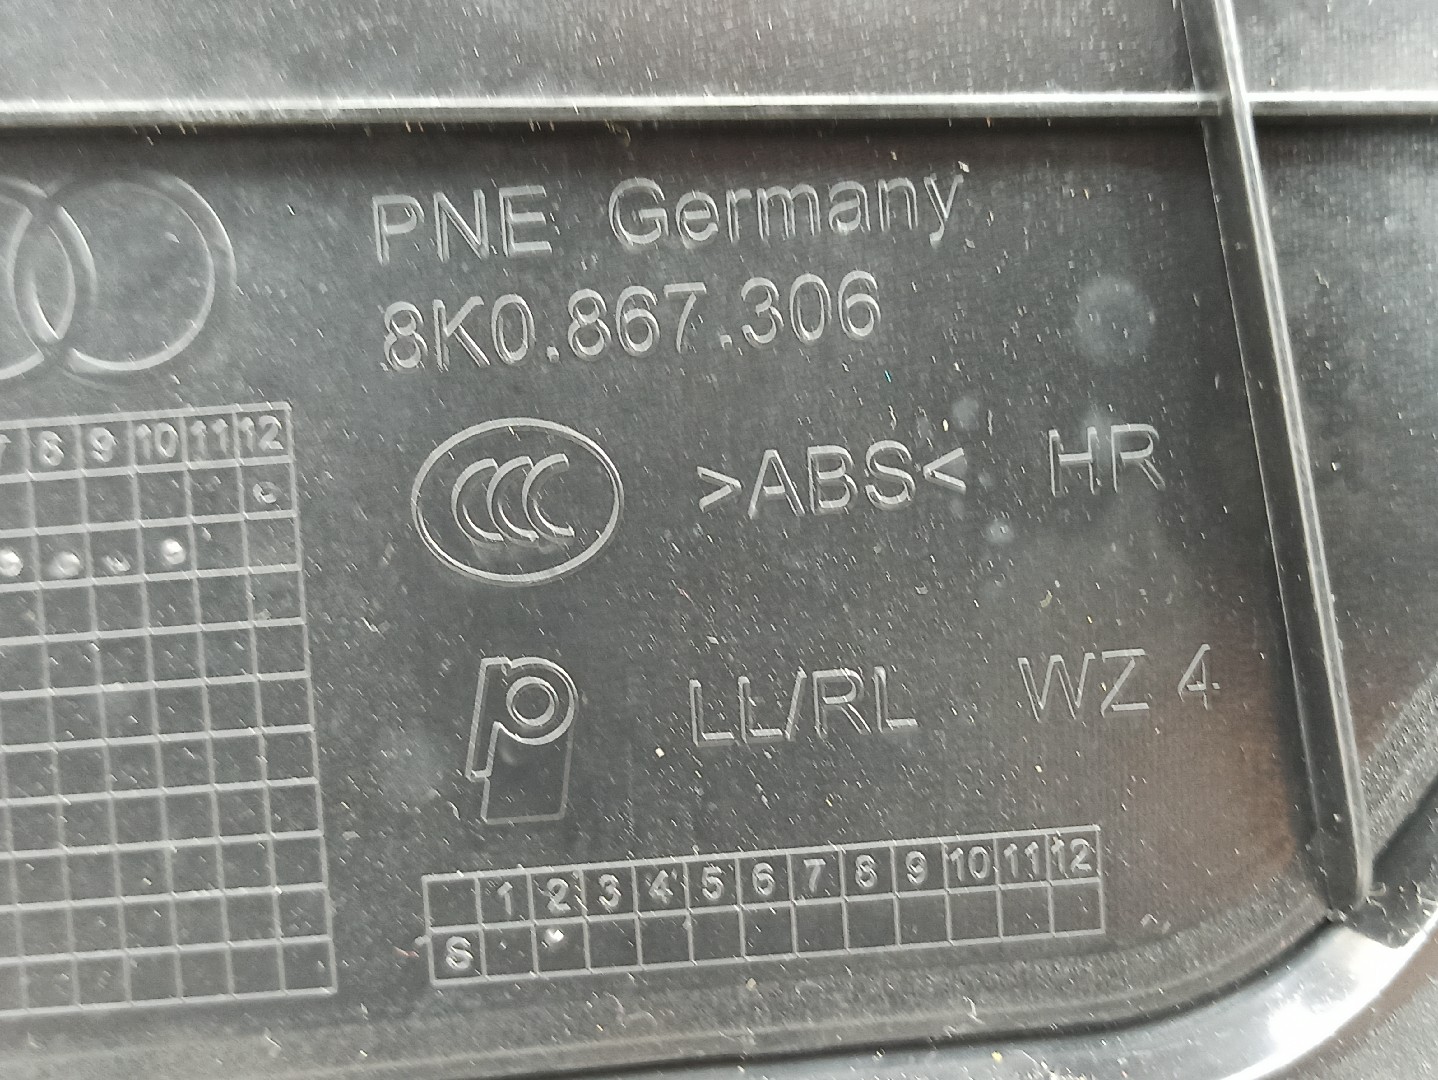 PNE Germany
8K0.867.306
7 8 9 10 11 12
CCC >ABS< HR
LL/RL WZ 4
1 2 3 4 5 6 7 8 9 10 11 12
S